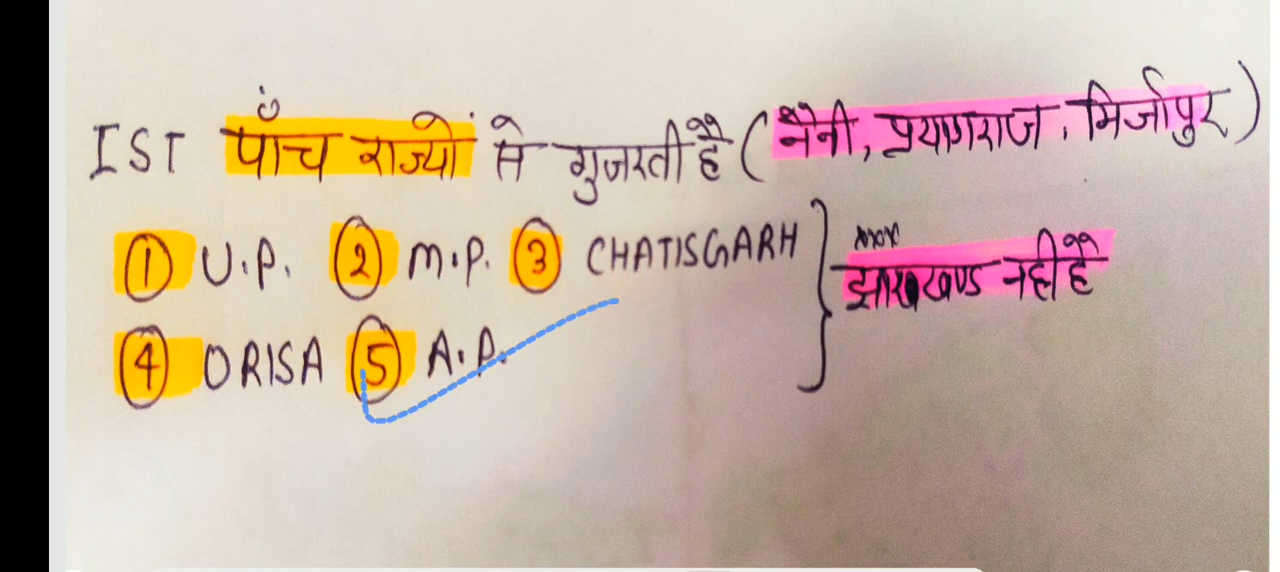 IST पाँच राज्यों से गुजरती है (नैनी, प्रयागराज, मिर्जापुर)
① U.P. ② M.P. ③ CHATISGARH } झारखण्ड नही है
④ ORISA ⑤ A.P.